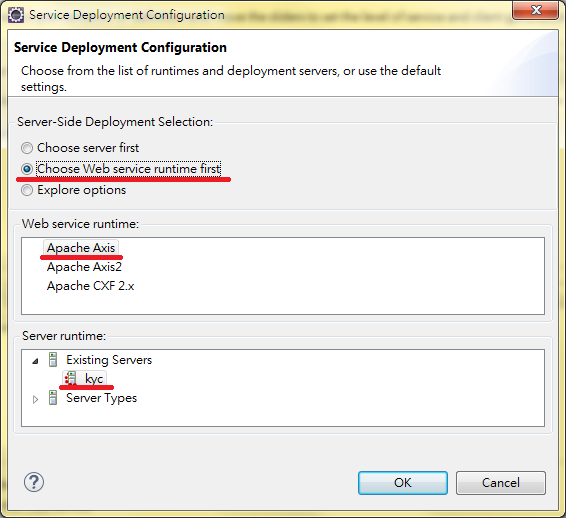 Service Deployment Configuration
Service Deployment Configuration
Choose from the list of runtimes and deployment servers, or use the default
settings.
Server-Side Deployment Selection:
Choose server first
Choose Web service runtime first
Explore options
Web service runtime:
Apache Axis
Apache Axis2
Apache CXF 2.x
Server runtime:
Existing Servers
kyc
Server Types
?
OK
Cancel